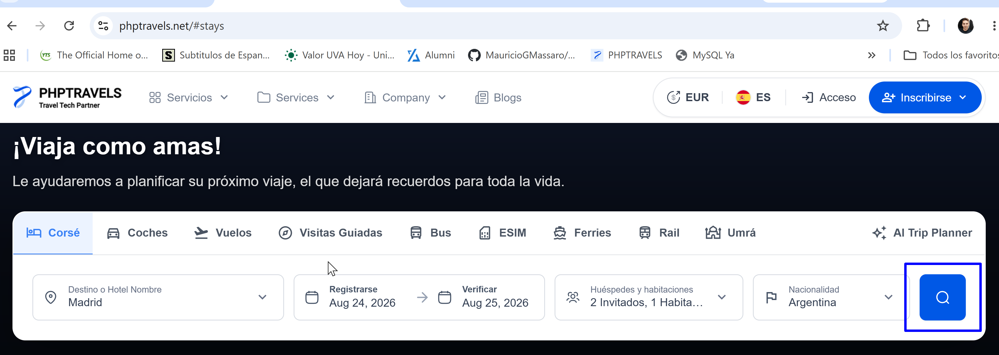 phptravels.net/#stays
YTS The Official Home o...
S Subtitulos de Espan...
Valor UVA Hoy - Uni...
Alumni
MauricioGMassaro/...
PHPTRAVELS
MySQL Ya
Todos los favoritos
PHPTRAVELS
Travel Tech Partner
Servicios
Services
Company
Blogs
$ EUR
ES
Acceso
Inscribirse
¡Viaja como amas!
Le ayudaremos a planificar su próximo viaje, el que dejará recuerdos para toda la vida.
Corsé
Coches
Vuelos
Visitas Guiadas
Bus
ESIM
Ferries
Rail
Umrá
AI Trip Planner
Destino o Hotel Nombre
Madrid
Registrarse
Aug 24, 2026
Verificar
Aug 25, 2026
Huéspedes y habitaciones
2 Invitados, 1 Habita...
Nacionalidad
Argentina